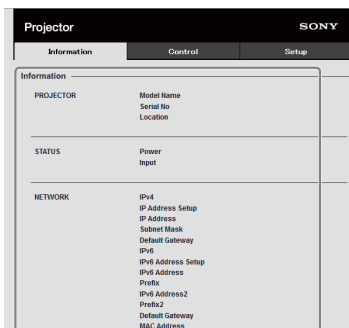 Projector SONY
Information Control Setup
Information
PROJECTOR Model Name
Serial No
Location
STATUS Power
Input
NETWORK IPv4
IP Address Setup
IP Address
Subnet Mask
Default Gateway
IPv6
IPv6 Address Setup
IPv6 Address
Prefix
IPv6 Address2
Prefix2
Default Gateway
MAC Address